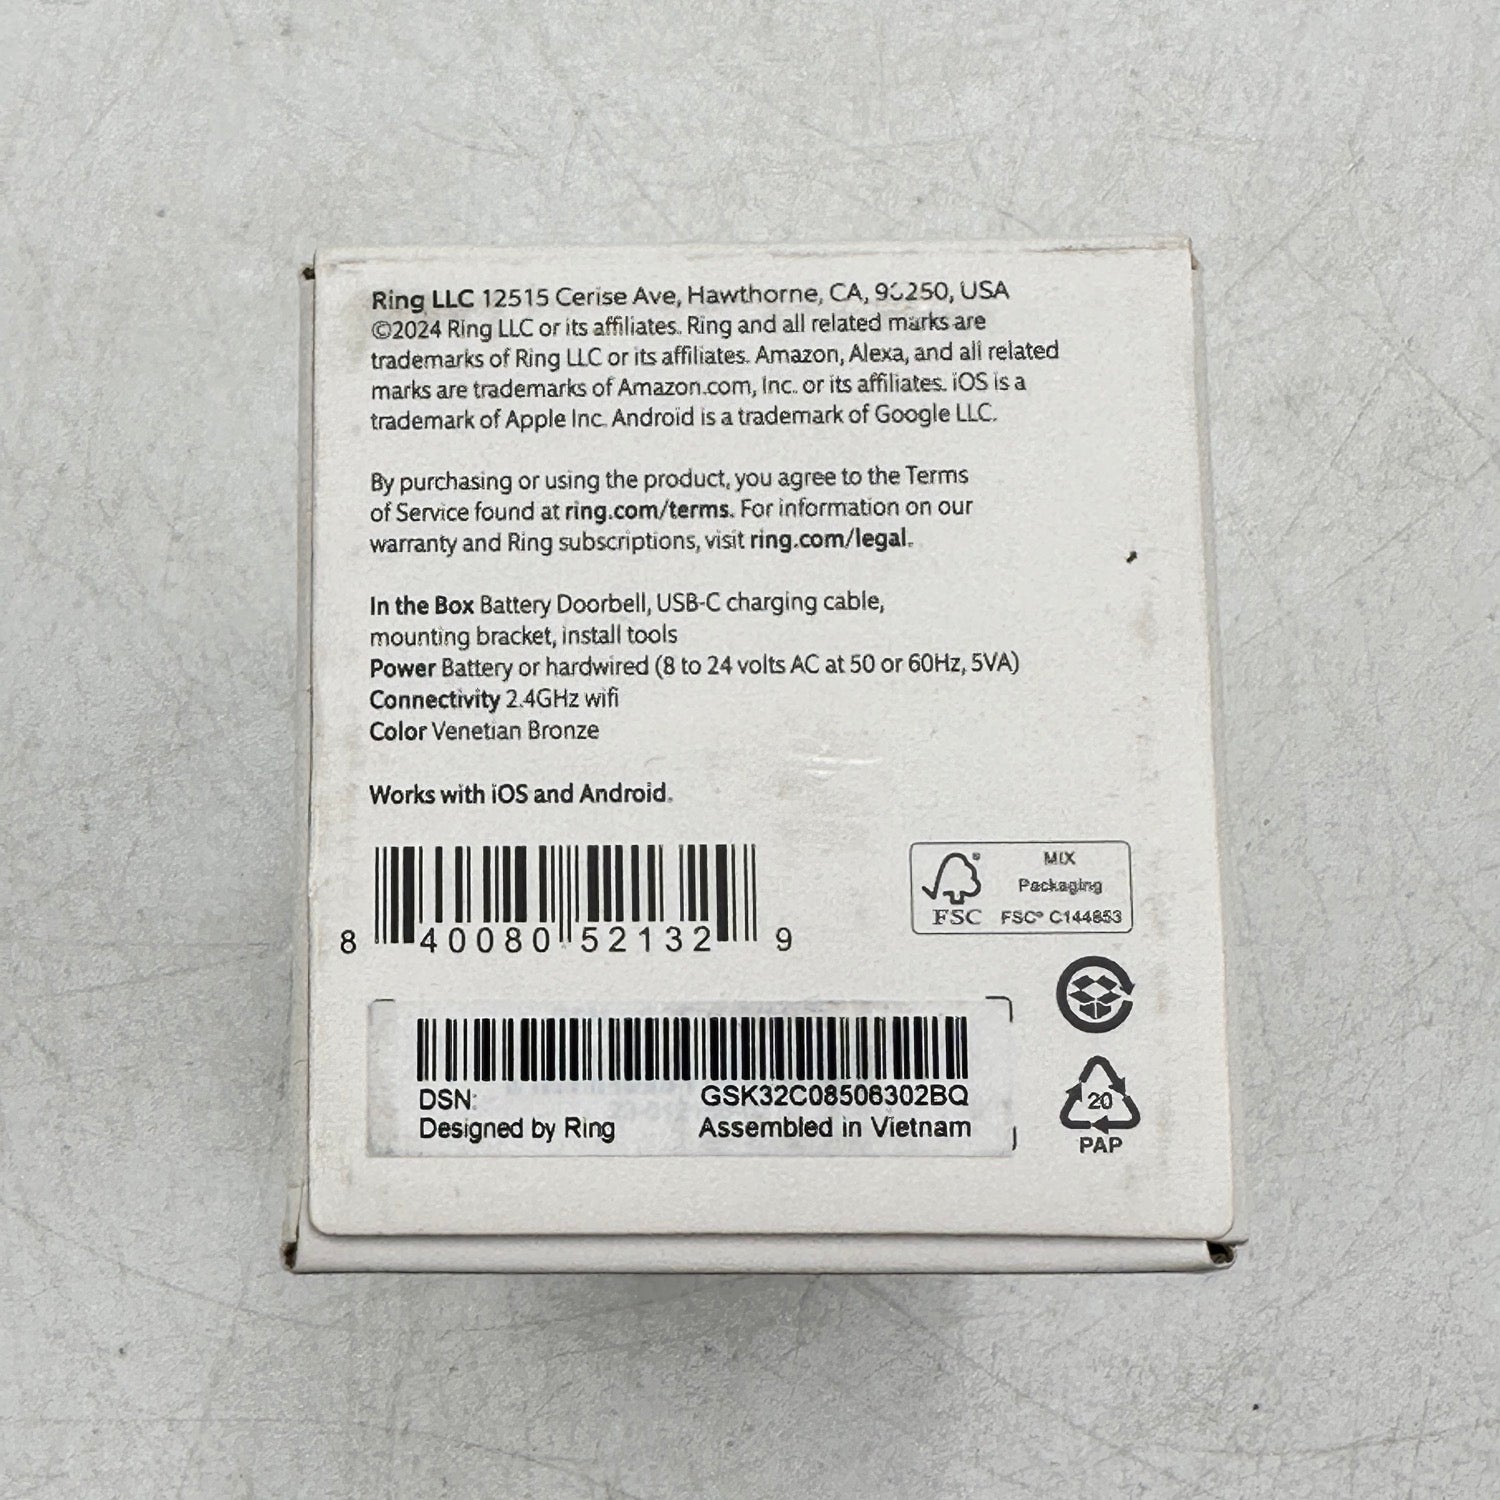 Ring LLC 12515 Cerise Ave, Hawthorne, CA, 90250, USA
©2024 Ring LLC or its affiliates. Ring and all related marks are
trademarks of Ring LLC or its affiliates. Amazon, Alexa, and all related
marks are trademarks of Amazon.com, Inc. or its affiliates. iOS is a
trademark of Apple Inc. Android is a trademark of Google LLC.
By purchasing or using the product, you agree to the Terms
of Service found at ring.com/terms. For information on our
warranty and Ring subscriptions, visit ring.com/legal.
In the Box Battery Doorbell, USB-C charging cable,
mounting bracket, install tools
Power Battery or hardwired (8 to 24 volts AC at 50 or 60Hz, 5VA)
Connectivity 2.4GHz wifi
Color Venetian Bronze
Works with iOS and Android.
8 40080 52132 9
FSC
MIX
Packaging
FSC® C144853
DSN: GSK32C08506302BQ
Designed by Ring Assembled in Vietnam
20
PAP